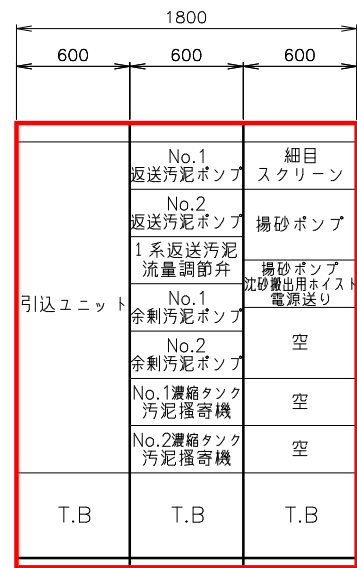 1800
600
600
600
引込ユニット
T.B
No.1
返送汚泥ポンプ
No.2
返送汚泥ポンプ
1系返送汚泥
流量調節弁
No.1
余剰汚泥ポンプ
No.2
余剰汚泥ポンプ
No.1濃縮タンク
汚泥掻寄機
No.2濃縮タンク
汚泥掻寄機
T.B
細目
スクリーン
揚砂ポンプ
揚砂ポンプ
沈砂搬出用ホイスト
電源送り
空
空
空
T.B